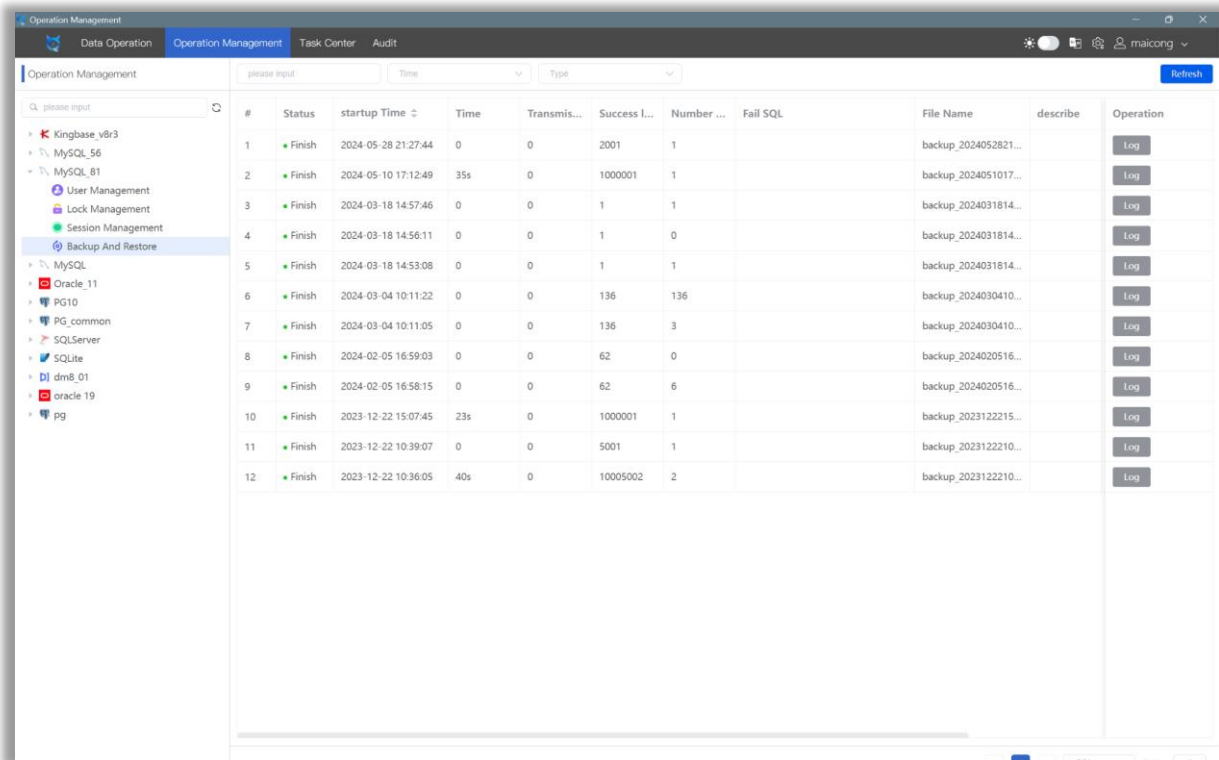 Operation Management
Data Operation Operation Management Task Center Audit maicong
Operation Management please input Time Type Refresh
please input
Kingbase_v8r3
MySQL_56
MySQL_81
User Management
Lock Management
Session Management
Backup And Restore
MySQL
Oracle_11
PG10
PG_common
SQLServer
SQLite
dm8_01
oracle 19
pg
# Status startup Time Time Transmis... Success l... Number ... Fail SQL File Name describe Operation
1 Finish 2024-05-28 21:27:44 0 0 2001 1 backup_2024052821... Log
2 Finish 2024-05-10 17:12:49 35s 0 1000001 1 backup_2024051017... Log
3 Finish 2024-03-18 14:57:46 0 0 1 1 backup_2024031814... Log
4 Finish 2024-03-18 14:56:11 0 0 1 0 backup_2024031814... Log
5 Finish 2024-03-18 14:53:08 0 0 1 1 backup_2024031814... Log
6 Finish 2024-03-04 10:11:22 0 0 136 136 backup_2024030410... Log
7 Finish 2024-03-04 10:11:05 0 0 136 3 backup_2024030410... Log
8 Finish 2024-02-05 16:59:03 0 0 62 0 backup_2024020516... Log
9 Finish 2024-02-05 16:58:15 0 0 62 6 backup_2024020516... Log
10 Finish 2023-12-22 15:07:45 23s 0 1000001 1 backup_2023122215... Log
11 Finish 2023-12-22 10:39:07 0 0 5001 1 backup_2023122210... Log
12 Finish 2023-12-22 10:36:05 40s 0 10005002 2 backup_2023122210... Log